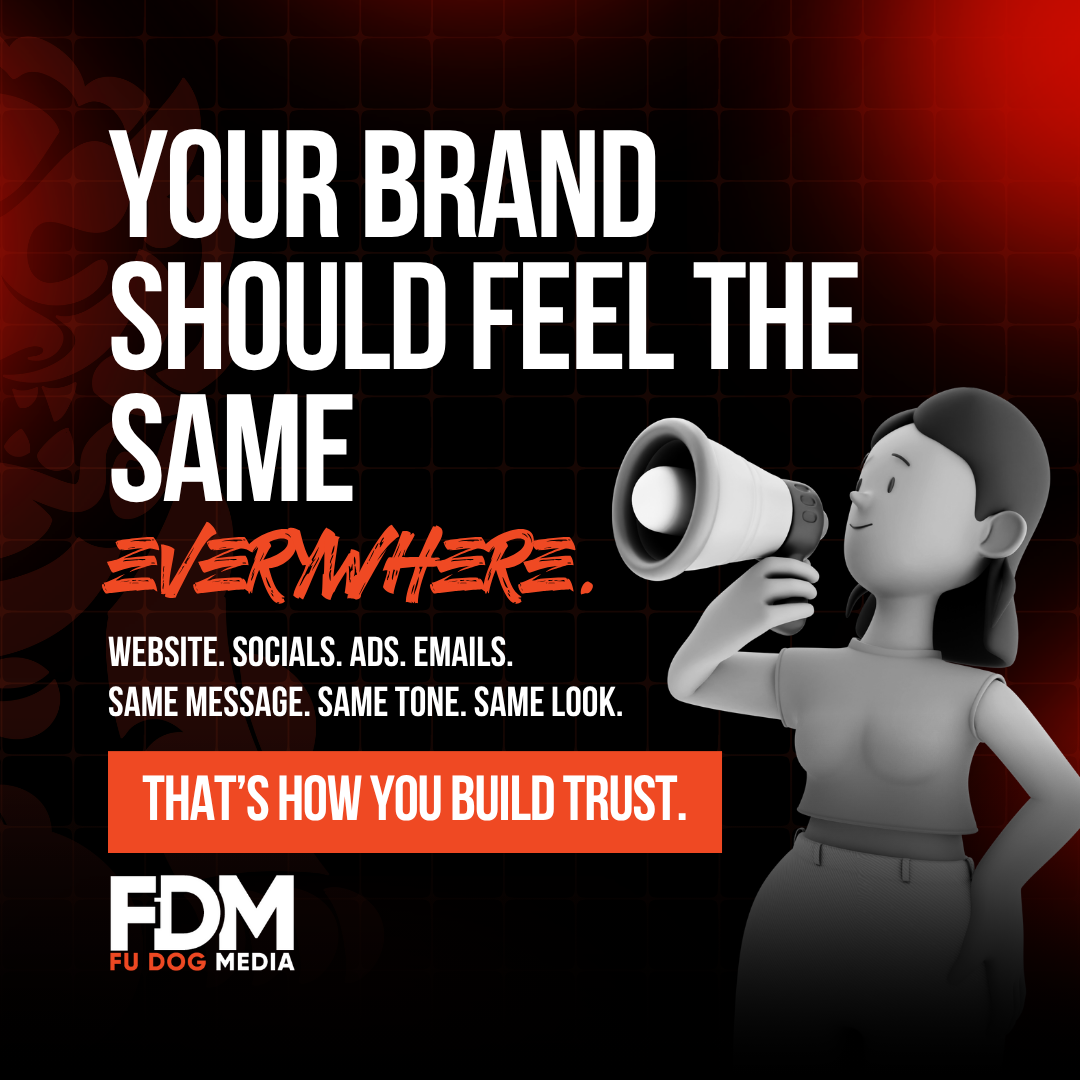 YOUR BRAND
SHOULD FEEL THE
SAME
EVERYWHERE.
WEBSITE. SOCIALS. ADS. EMAILS.
SAME MESSAGE. SAME TONE. SAME LOOK.
THAT’S HOW YOU BUILD TRUST.
FDM
FU DOG MEDIA